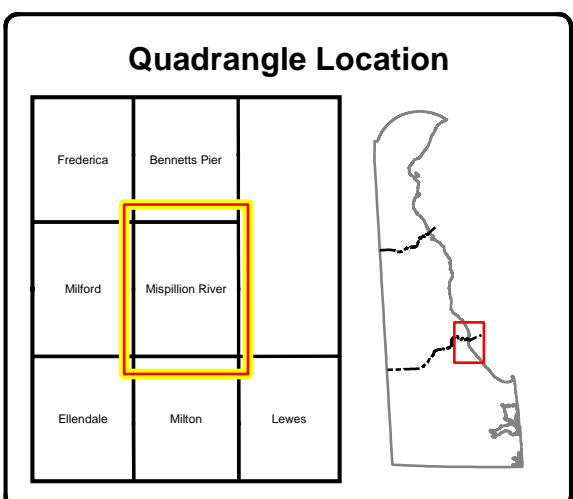 Quadrangle Location
Frederica Bennetts Pier
Milford Mispillion River
Ellendale Milton Lewes